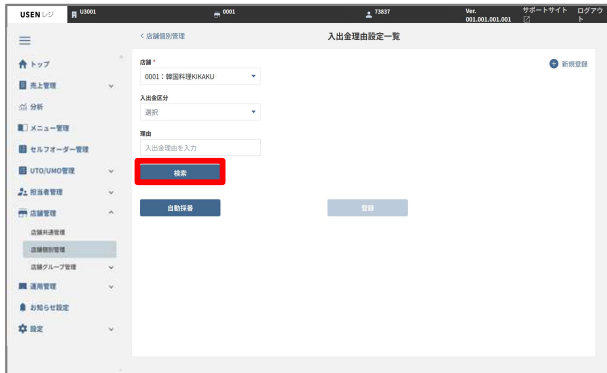 USEN レジ
U3001
0001
73837
Ver.
001.001.001.001
サポートサイト
ログアウト
トップ
売上管理
分析
メニュー管理
セルフオーダー管理
UTO/UMO管理
担当者管理
店舗管理
店舗共通管理
店舗個別管理
店舗グループ管理
運用管理
お知らせ設定
設定
< 店舗個別管理
入出金理由設定一覧
店舗 *
0001：韓国料理KIKAKU
新規登録
入出金区分
選択
理由
入出金理由を入力
検索
自動採番
登録